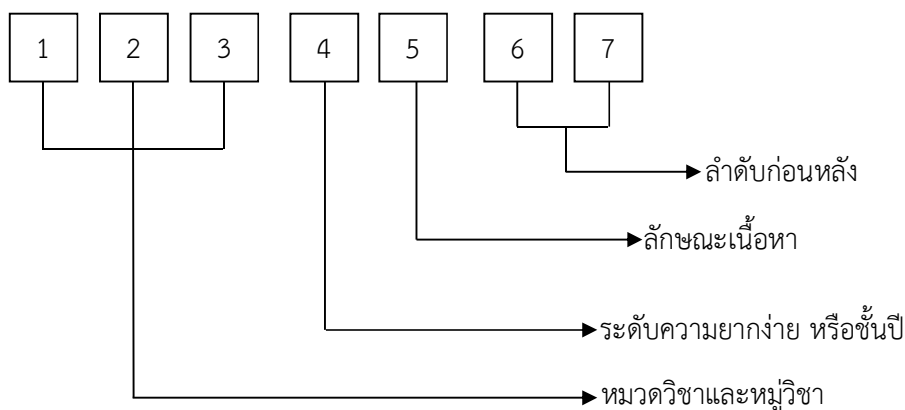 1 2 3 4 5 6 7
ลำดับก่อนหลัง
ลักษณะเนื้อหา
ระดับความยากง่าย หรือชั้นปี
หมวดวิชาและหมู่วิชา